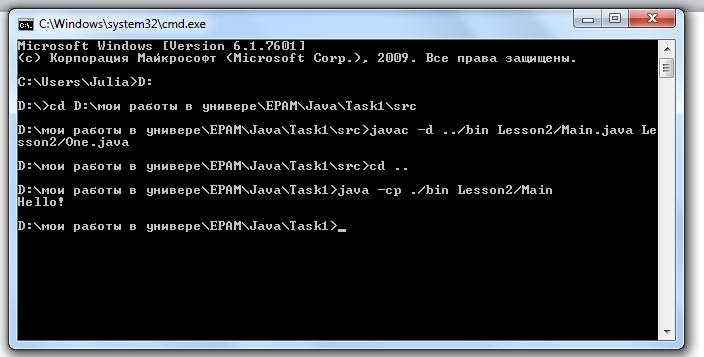 C:\Windows\system32\cmd.exe
Microsoft Windows [Version 6.1.7601]
(c) Корпорация Майкрософт (Microsoft Corp.), 2009. Все права защищены.
C:\Users\Julia>D:
D:\>cd D:\мои работы в универе\EPAM\Java\Task1\src
D:\мои работы в универе\EPAM\Java\Task1\src>javac -d ../bin Lesson2/Main.java Le
sson2/One.java
D:\мои работы в универе\EPAM\Java\Task1\src>cd ..
D:\мои работы в универе\EPAM\Java\Task1>java -cp ./bin Lesson2/Main
Hello!
D:\мои работы в универе\EPAM\Java\Task1>_